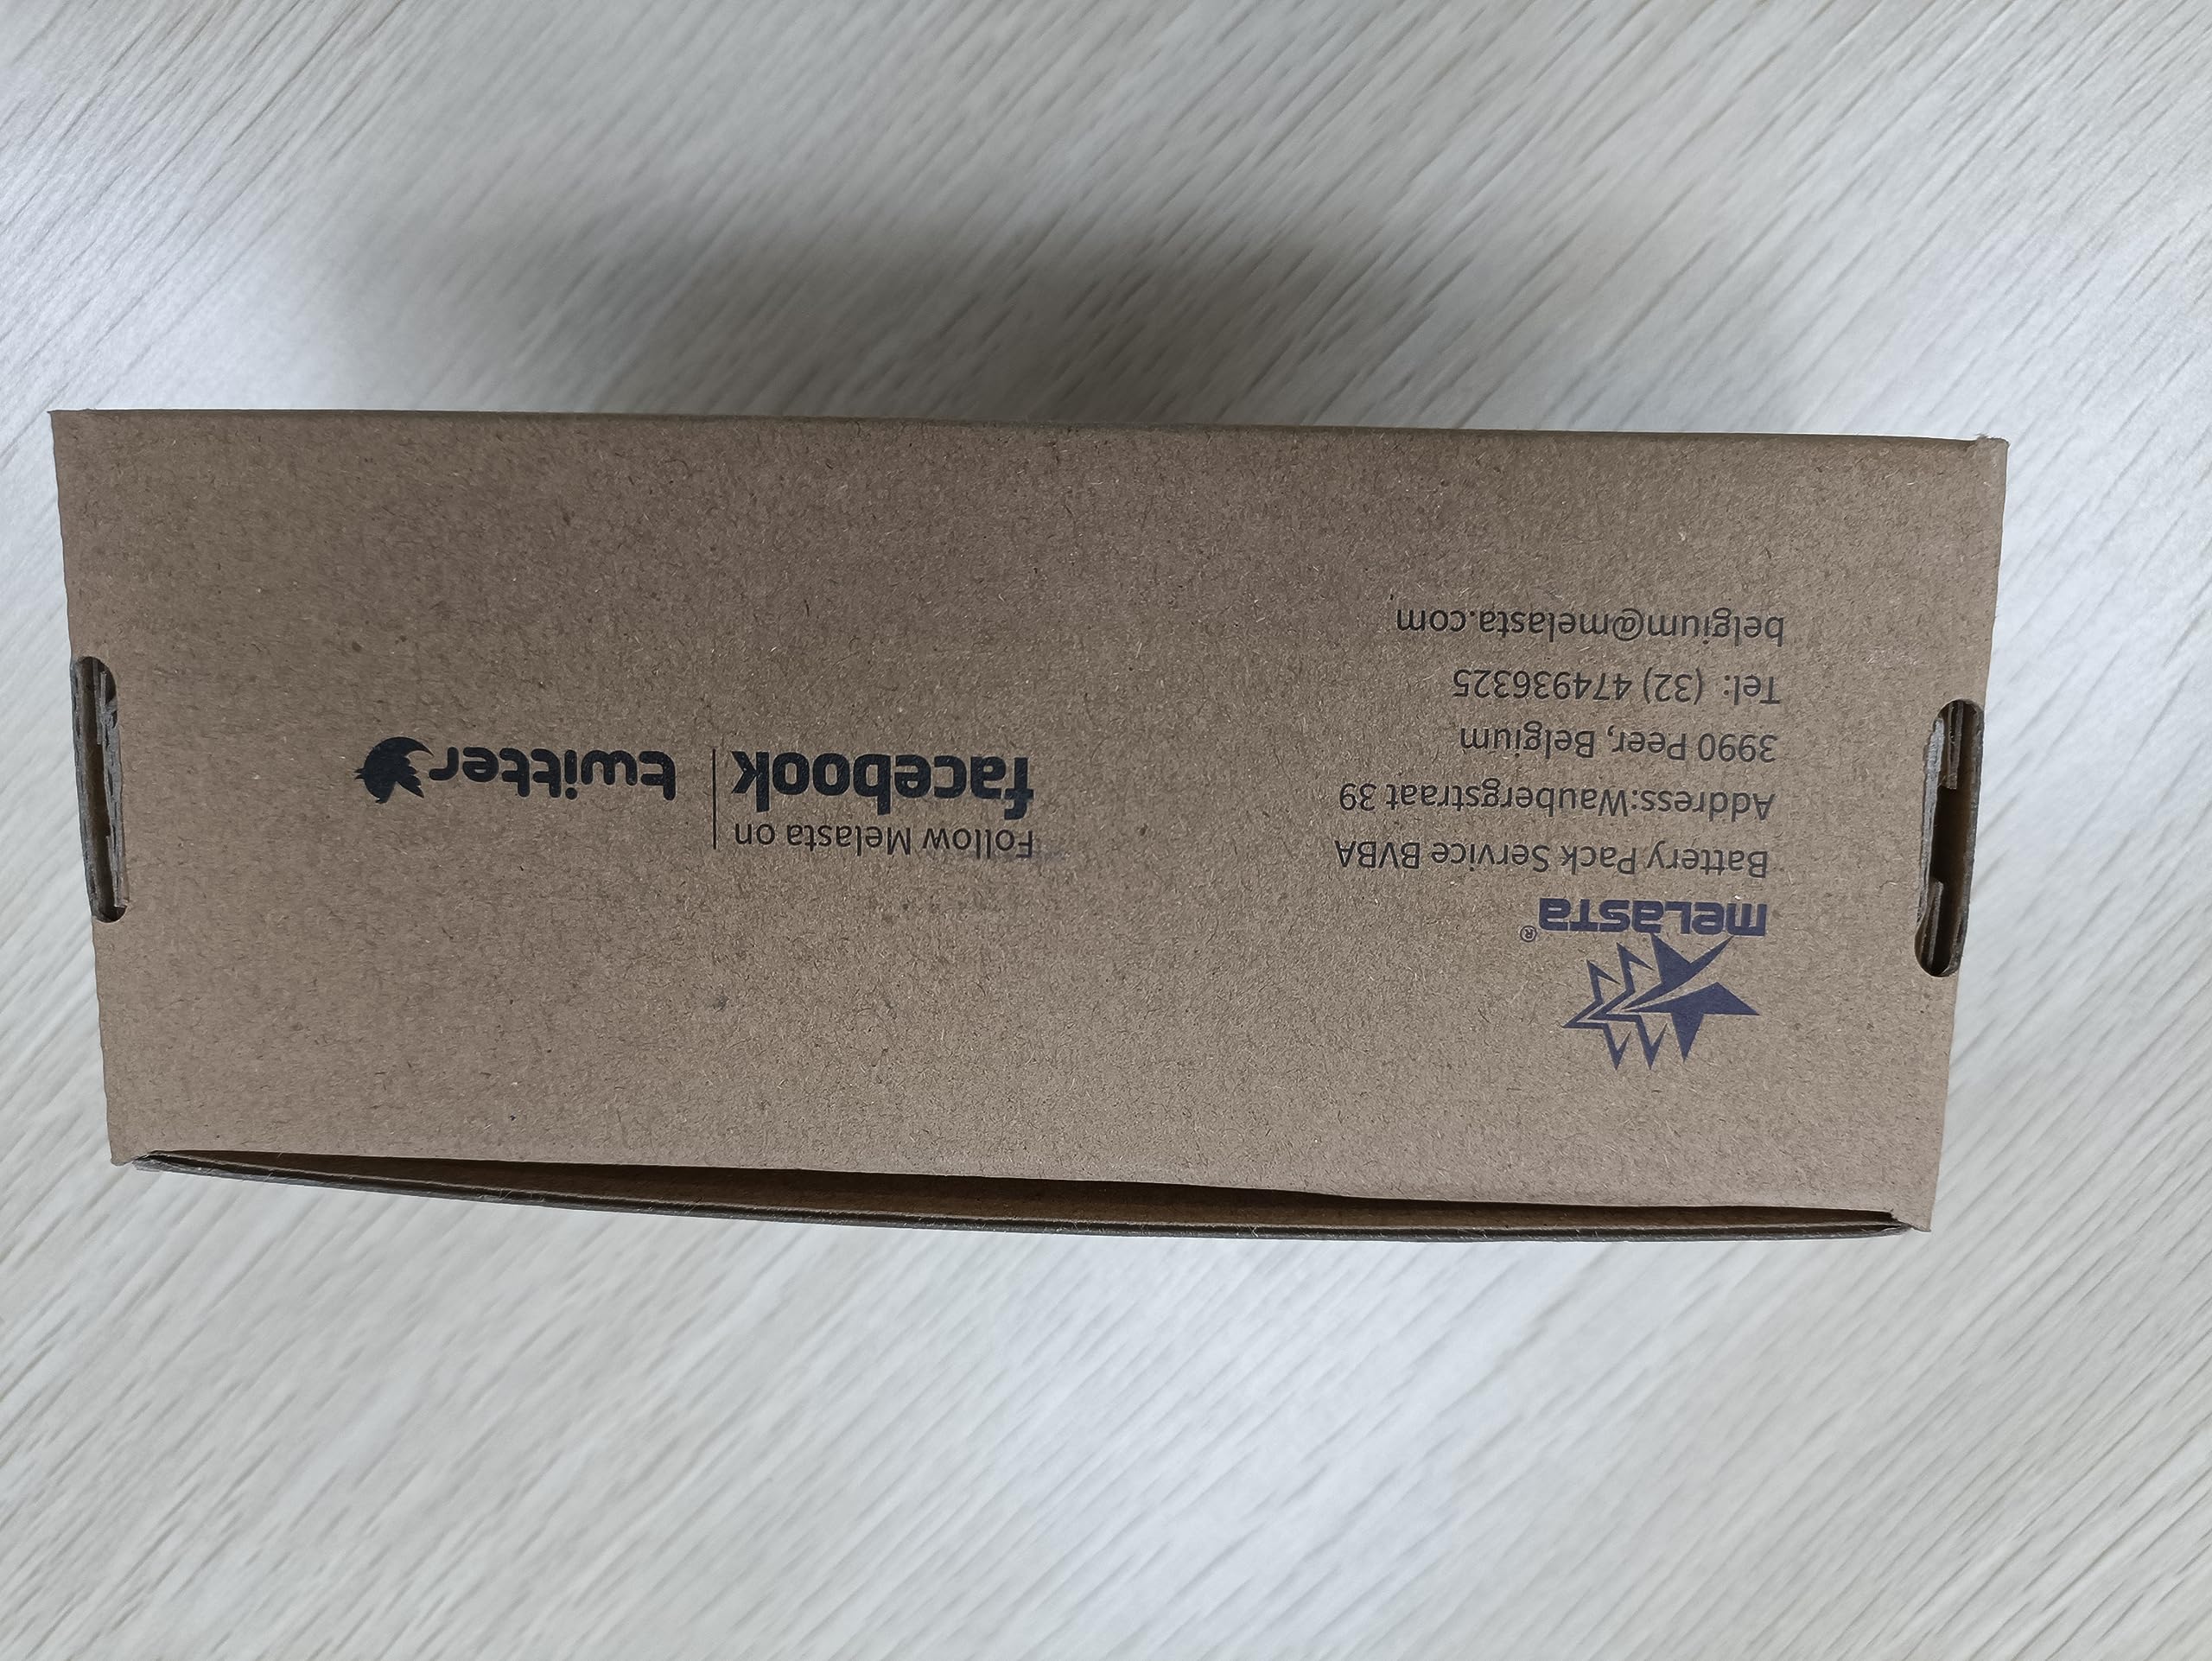 meLasTa®
Battery Pack Service BVBA
Address:Waubergstraat 39
3990 Peer, Belgium
Tel: (32) 474936325
belgium@melasta.com
Follow Melasta on
facebook
twitter